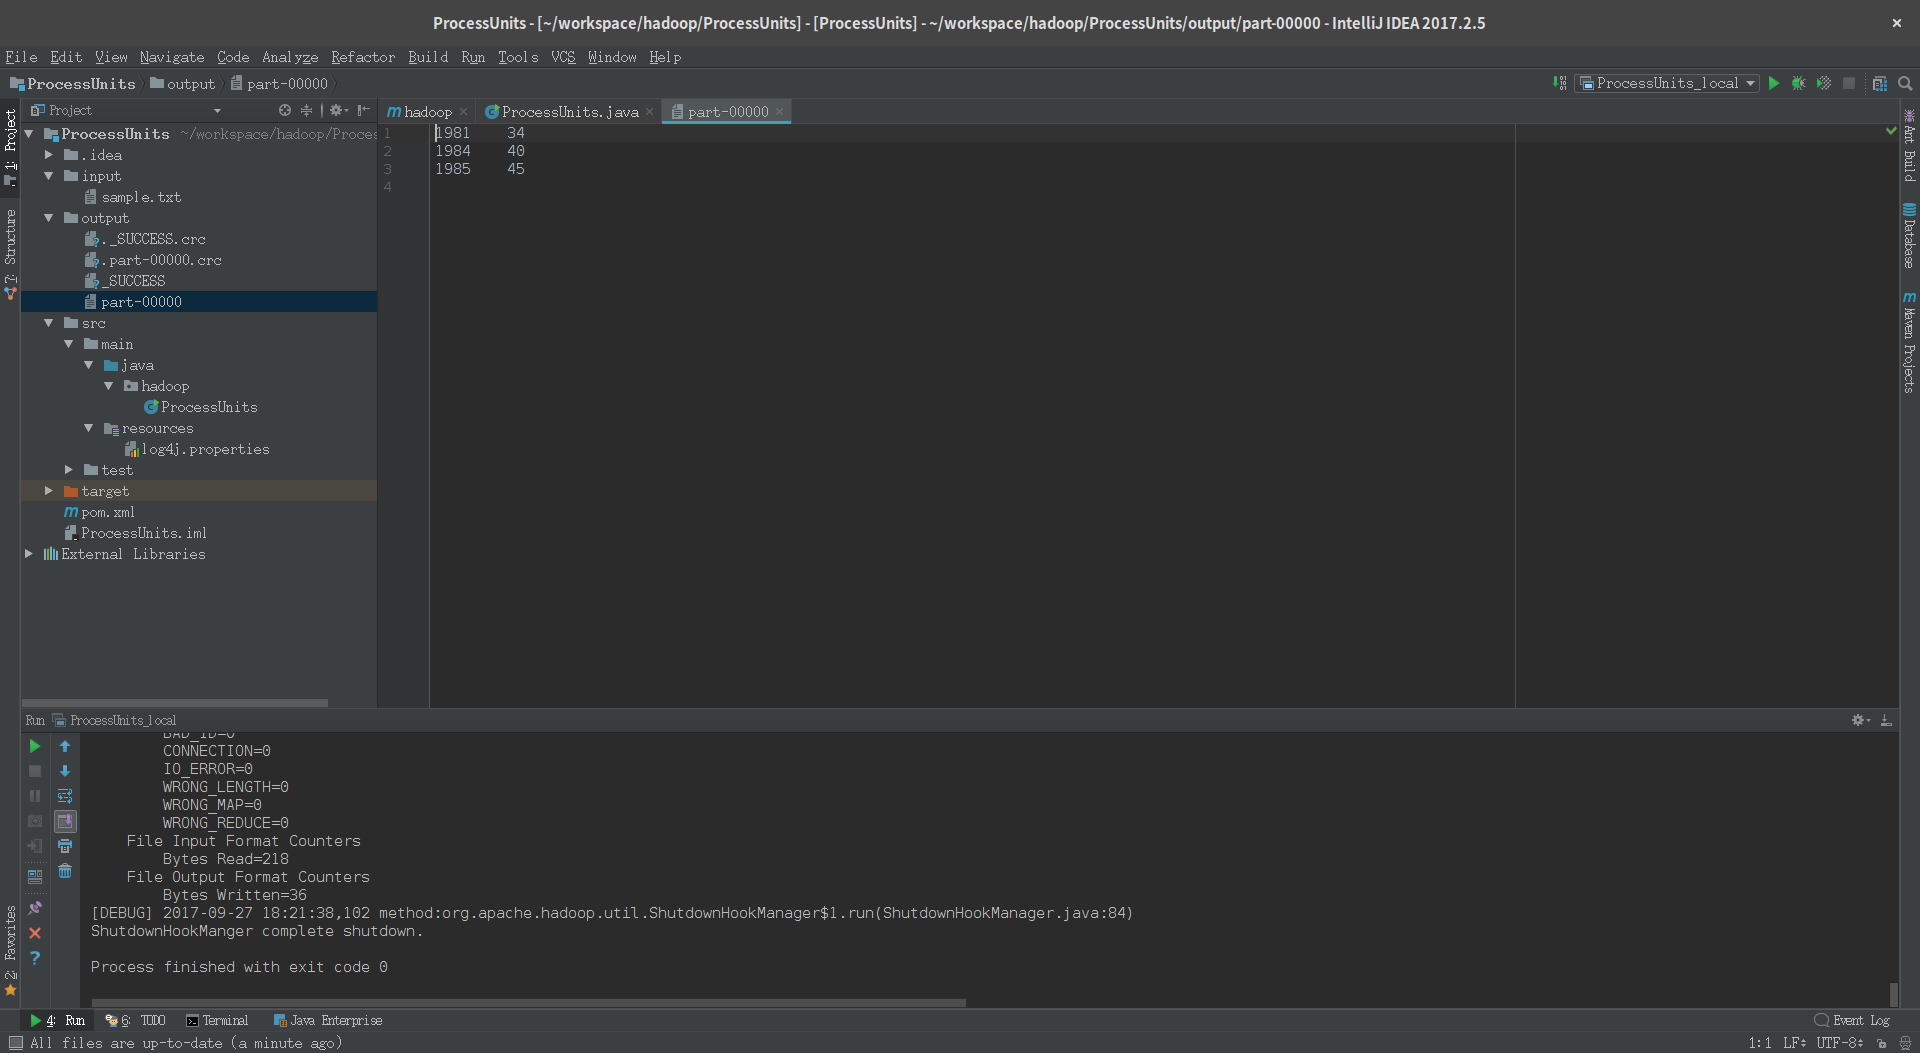 ProcessUnits - [~/workspace/hadoop/ProcessUnits] - [ProcessUnits] - ~/workspace/hadoop/ProcessUnits/output/part-00000 - IntelliJ IDEA 2017.2.5
File Edit View Navigate Code Analyze Refactor Build Run Tools VCS Window Help
ProcessUnits output part-00000
ProcessUnits_local
Project
hadoop ProcessUnits.java part-00000
1: Project
7: Structure
2: Favorites
ProcessUnits ~/workspace/hadoop/Proces
.idea
input
sample.txt
output
._SUCCESS.crc
.part-00000.crc
_SUCCESS
part-00000
src
main
java
hadoop
ProcessUnits
resources
log4j.properties
test
target
pom.xml
ProcessUnits.iml
External Libraries
1 1981 34
2 1984 40
3 1985 45
4
Ant Build
Database
Maven Projects
Run ProcessUnits_local
BAD_ID=0
CONNECTION=0
IO_ERROR=0
WRONG_LENGTH=0
WRONG_MAP=0
WRONG_REDUCE=0
File Input Format Counters
Bytes Read=218
File Output Format Counters
Bytes Written=36
[DEBUG] 2017-09-27 18:21:38,102 method:org.apache.hadoop.util.ShutdownHookManager$1.run(ShutdownHookManager.java:84)
ShutdownHookManger complete shutdown.
Process finished with exit code 0
4: Run 6: TODO Terminal Java Enterprise Event Log
All files are up-to-date (a minute ago) 1:1 LF UTF-8